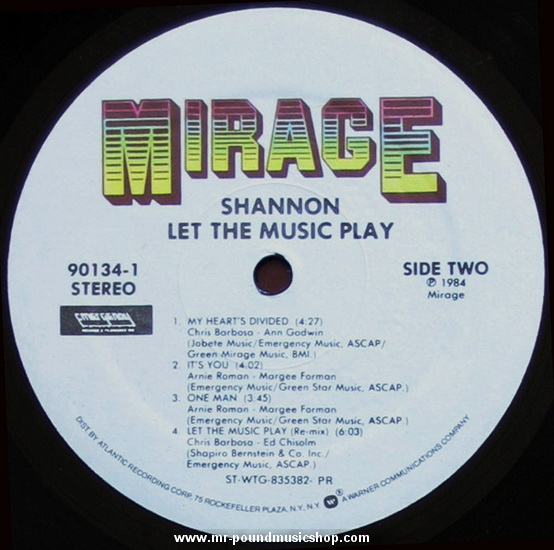 MIRAGE
SHANNON
LET THE MUSIC PLAY
90134-1
STEREO
SIDE TWO
℗ 1984
Mirage
emergency
1. MY HEART'S DIVIDED (4:27)
Chris Barbosa - Ann Godwin
(Jobete Music/Emergency Music, ASCAP/
Green Mirage Music, BMI.)
2. IT'S YOU (4:02)
Arnie Roman - Margee Forman
(Emergency Music/Green Star Music, ASCAP.)
3. ONE MAN (3:45)
Arnie Roman - Margee Forman
(Emergency Music/Green Star Music, ASCAP.)
4. LET THE MUSIC PLAY (Re-mix) (6:03)
Chris Barbosa - Ed Chisolm
(Shapiro Bernstein & Co. Inc./
Emergency Music, ASCAP.)
ST-WTG-835382- PR
DIST. BY ATLANTIC RECORDING CORP. 75 ROCKEFELLER PLAZA, N.Y., N.Y. ® A WARNER COMMUNICATIONS COMPANY
www.mr-poundmusicshop.com